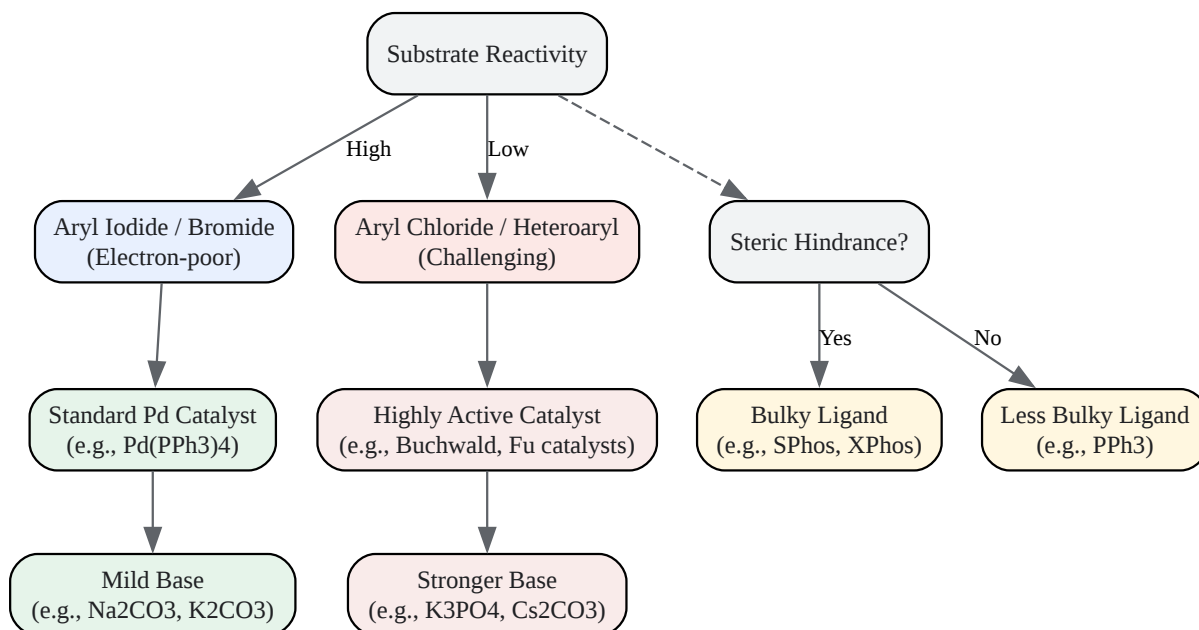 Substrate Reactivity
High
Low
Aryl Iodide / Bromide
(Electron-poor)
Aryl Chloride / Heteroaryl
(Challenging)
Steric Hindrance?
Yes
No
Standard Pd Catalyst
(e.g., Pd(PPh3)4)
Highly Active Catalyst
(e.g., Buchwald, Fu catalysts)
Bulky Ligand
(e.g., SPhos, XPhos)
Less Bulky Ligand
(e.g., PPh3)
Mild Base
(e.g., Na2CO3, K2CO3)
Stronger Base
(e.g., K3PO4, Cs2CO3)